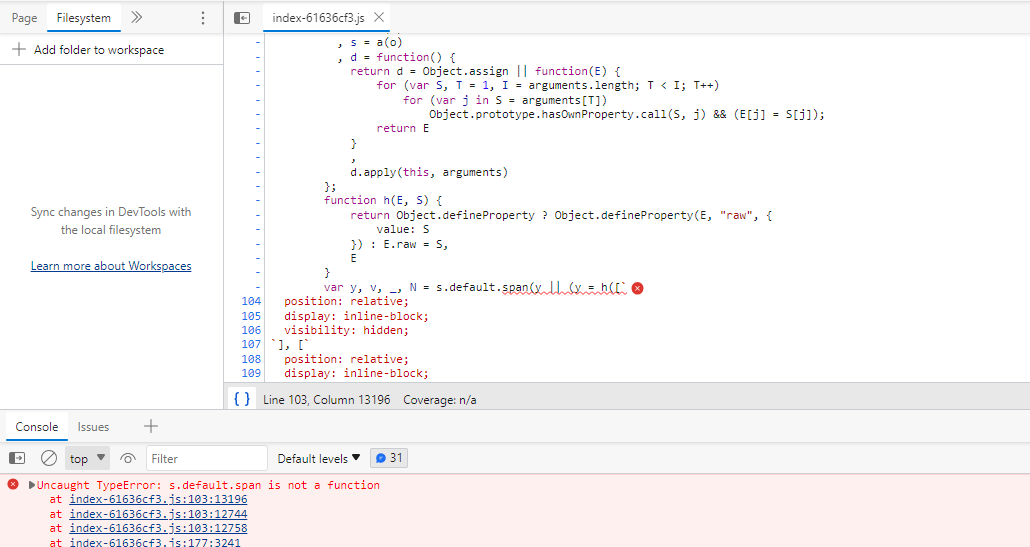 Page Filesystem
index-61636cf3.js
Add folder to workspace
Sync changes in DevTools with
the local filesystem
Learn more about Workspaces
- , s = a(o)
- , d = function() {
- return d = Object.assign || function(E) {
- for (var S, T = 1, I = arguments.length; T < I; T++)
- for (var j in S = arguments[T])
- Object.prototype.hasOwnProperty.call(S, j) && (E[j] = S[j]);
- return E
- }
- ,
- d.apply(this, arguments)
- };
- function h(E, S) {
- return Object.defineProperty ? Object.defineProperty(E, "raw", {
- value: S
- }) : E.raw = S,
- E
- }
- var y, v, _, N = s.default.span(y || (y = h([`
104 position: relative;
105 display: inline-block;
106 visibility: hidden;
107 `], [`
108 position: relative;
109 display: inline-block;
{ } Line 103, Column 13196 Coverage: n/a
Console Issues
top Filter Default levels 31
Uncaught TypeError: s.default.span is not a function
at index-61636cf3.js:103:13196
at index-61636cf3.js:103:12744
at index-61636cf3.js:103:12758
at index-61636cf3.js:177:3241